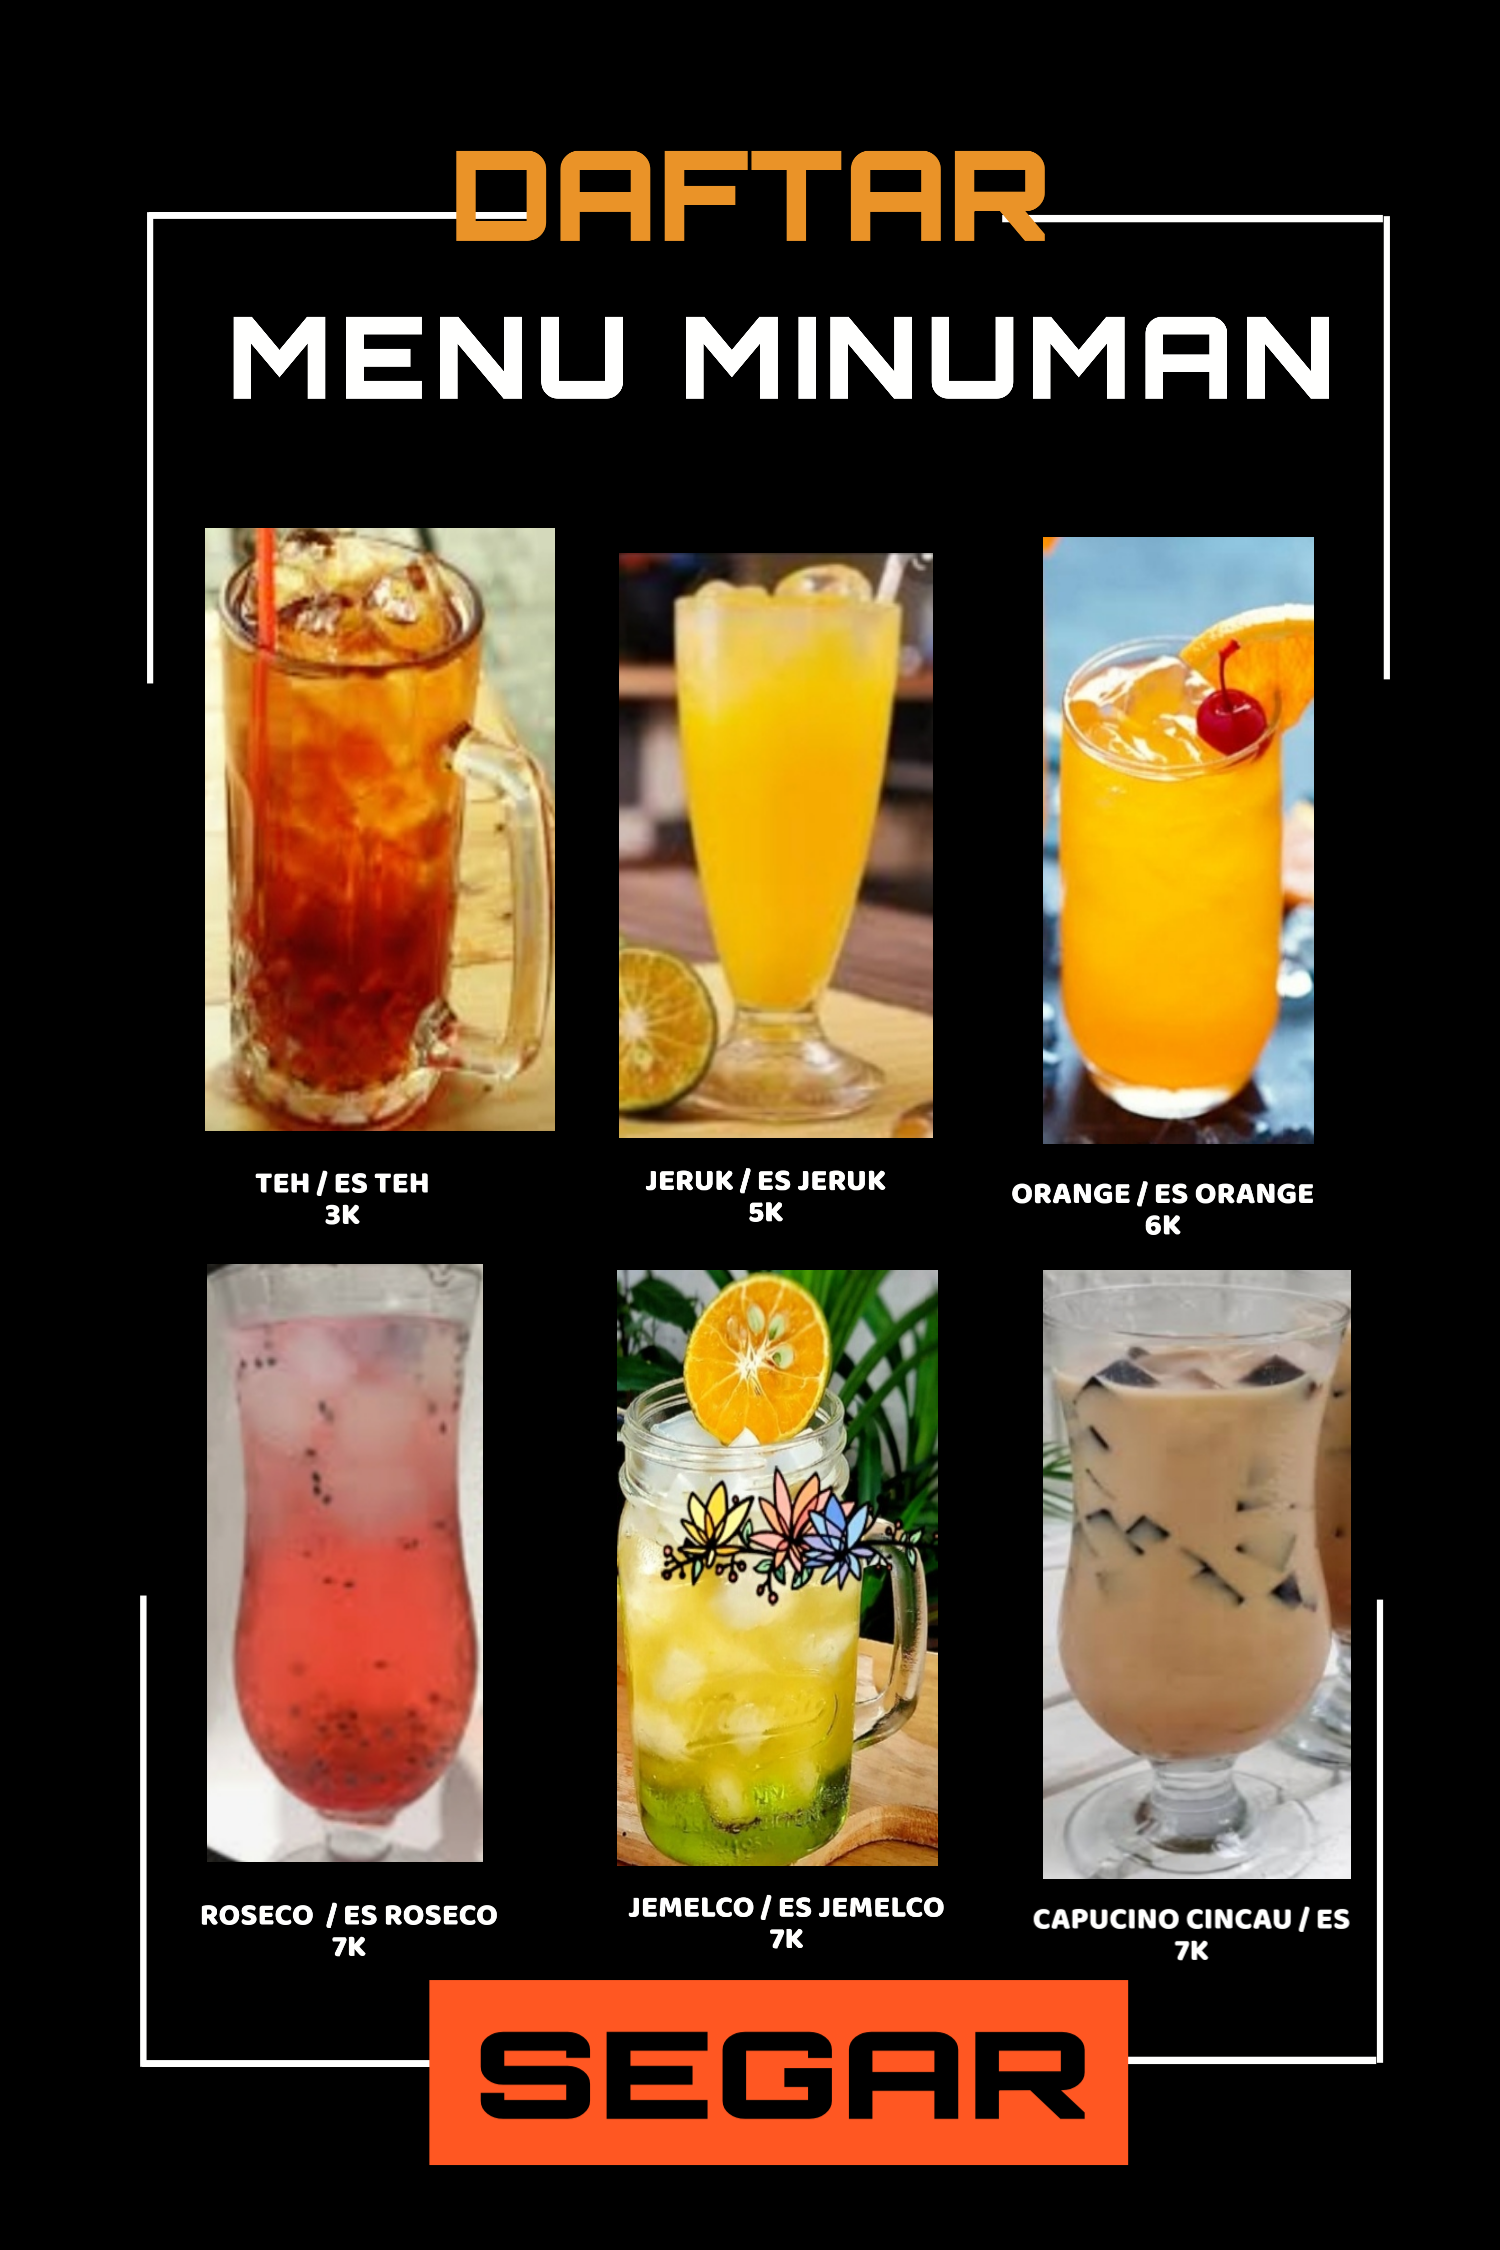 DAFTAR
MENU MINUMAN
TEH / ES TEH
3K
JERUK / ES JERUK
5K
ORANGE / ES ORANGE
6K
ROSECO / ES ROSECO
7K
JEMELCO / ES JEMELCO
7K
CAPUCINO CINCAU / ES
7K
SEGAR